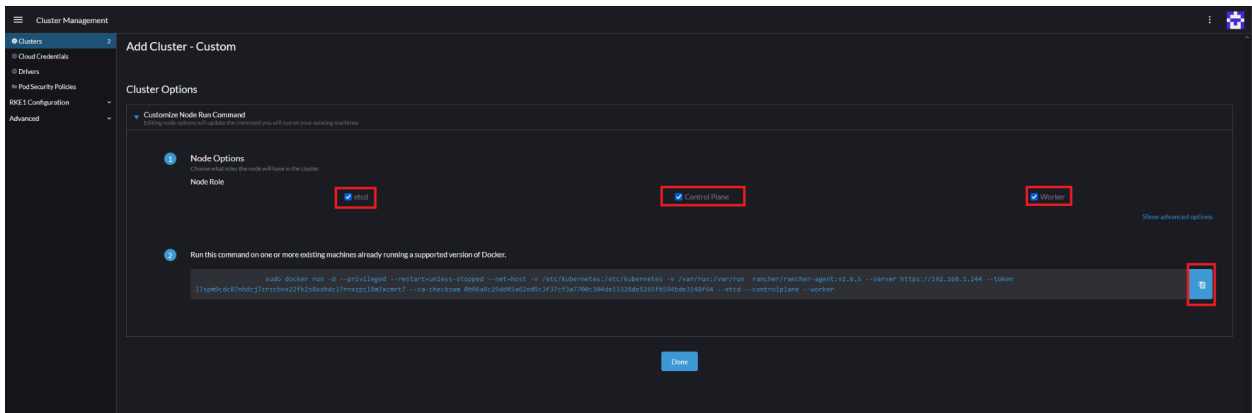 Cluster Management
Clusters 2
Cloud Credentials
Drivers
Pod Security Policies
RKE1 Configuration
Advanced
Add Cluster - Custom
Cluster Options
Customize Node Run Command
Editing node options will update the command you will run on your existing machines
1 Node Options
Choose what roles the node will have in the cluster
Node Role
etcd Control Plane Worker
Show advanced options
2 Run this command on one or more existing machines already running a supported version of Docker.
sudo docker run -d --privileged --restart=unless-stopped --net=host -v /etc/kubernetes:/etc/kubernetes -v /var/run:/var/run rancher/rancher-agent:v2.6.5 --server https://192.168.1.244 --token
--ca-checksum --etcd --controlplane --worker
Done